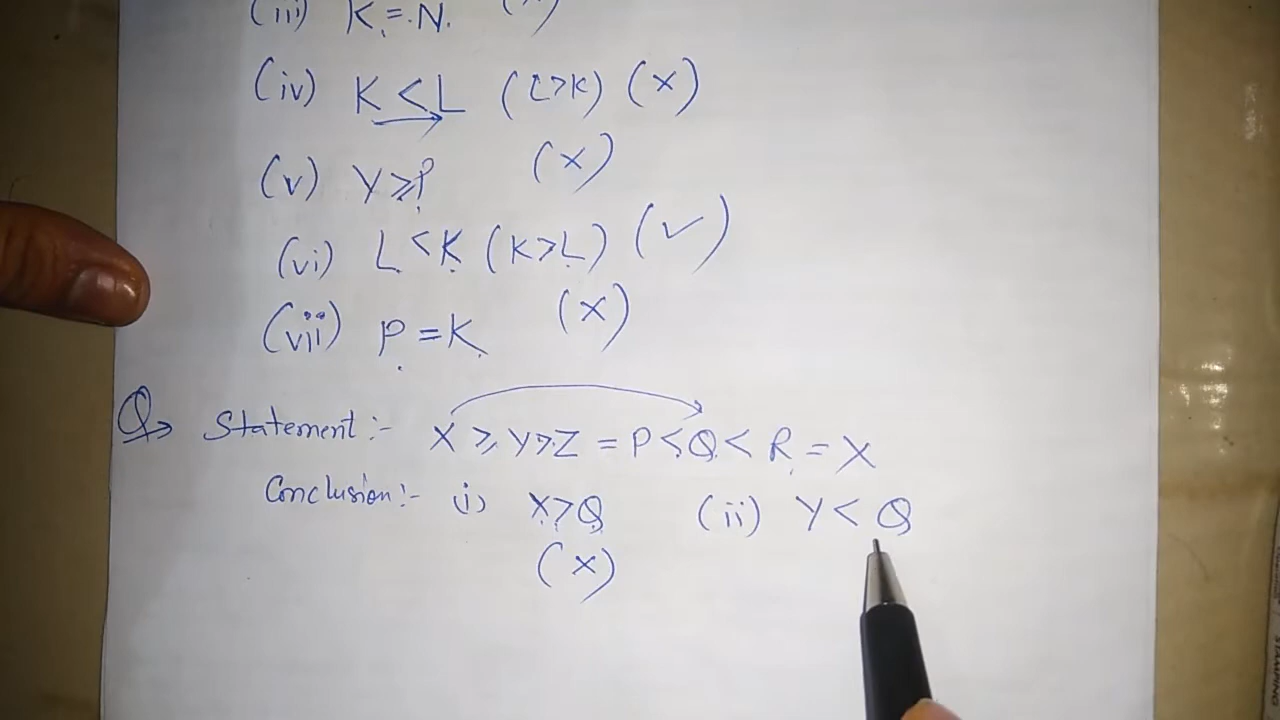 (iii) K = N. (x)
(iv) K < L (L>K) (x)
(v) Y ≥ P (x)
(vi) L < K (K>L) (✓)
(vii) P = K (x)
Q→ Statement:- X ≥ Y > Z = P < Q < R = X
Conclusion:- (i) X > Q (ii) Y < Q
(x)